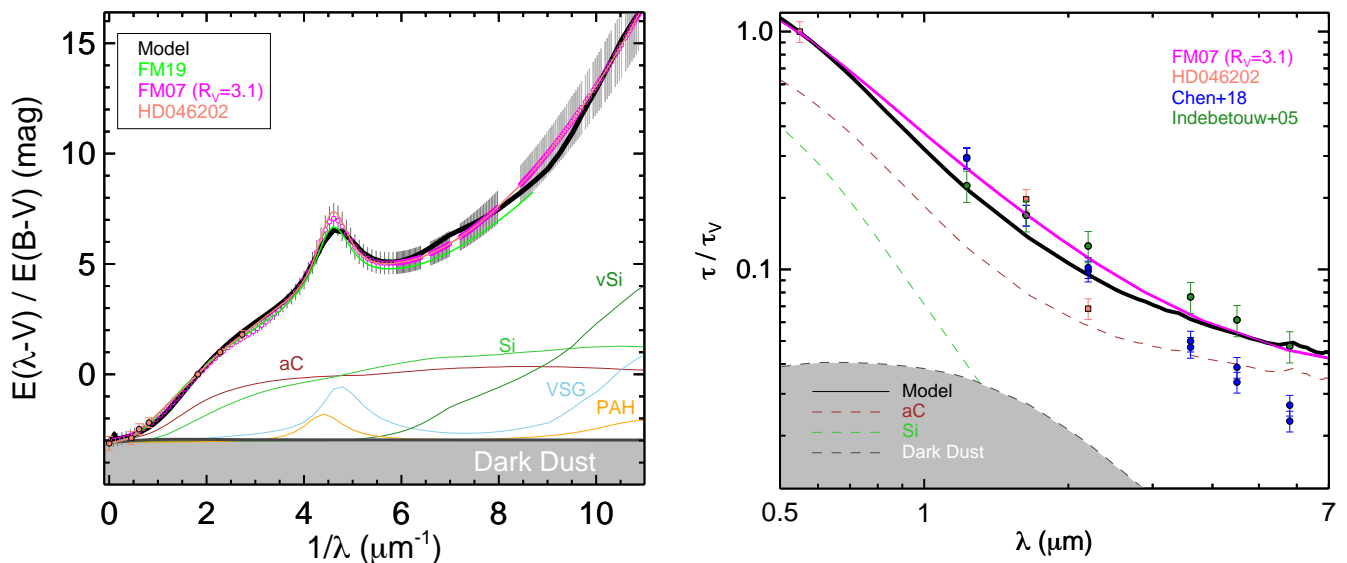 15
10
5
0
E(λ-V) / E(B-V) (mag)
Model
FM19
FM07 (R_V=3.1)
HD046202
vSi
Si
aC
VSG
PAH
Dark Dust
0 2 4 6 8 10
1/λ (μm⁻¹)
1.0
0.1
τ / τ_V
FM07 (R_V=3.1)
HD046202
Chen+18
Indebetouw+05
Model
aC
Si
Dark Dust
0.5 1 7
λ (μm)